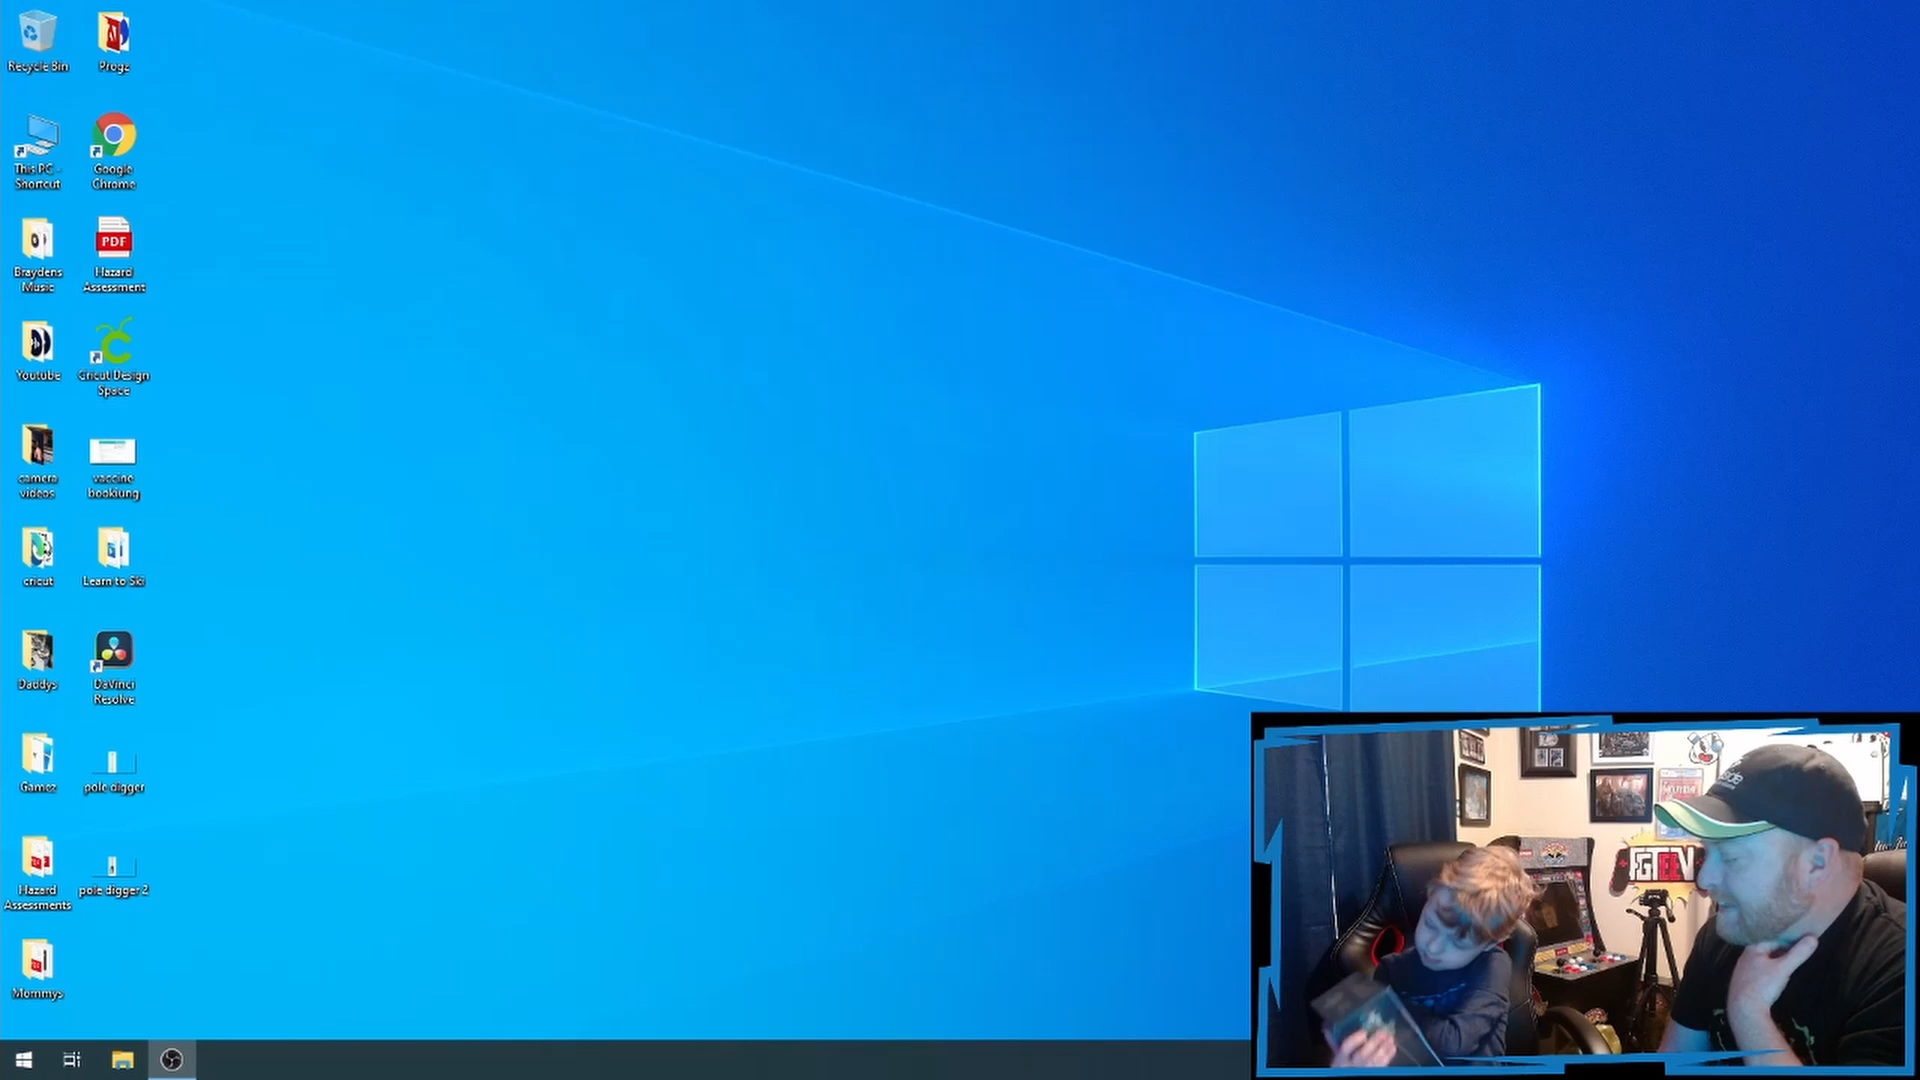 Recycle Bin
Progz
This PC -
Shortcut
Google
Chrome
Braydens
Music
PDF
Hazard
Assessment
Youtube
Cricut Design
Space
camera
videos
vaccine
bookiung
cricut
Learn to Ski
Daddys
DaVinci
Resolve
Gamez
pole digger
Hazard
Assessments
pole digger 2
Mommys
FGTEEV